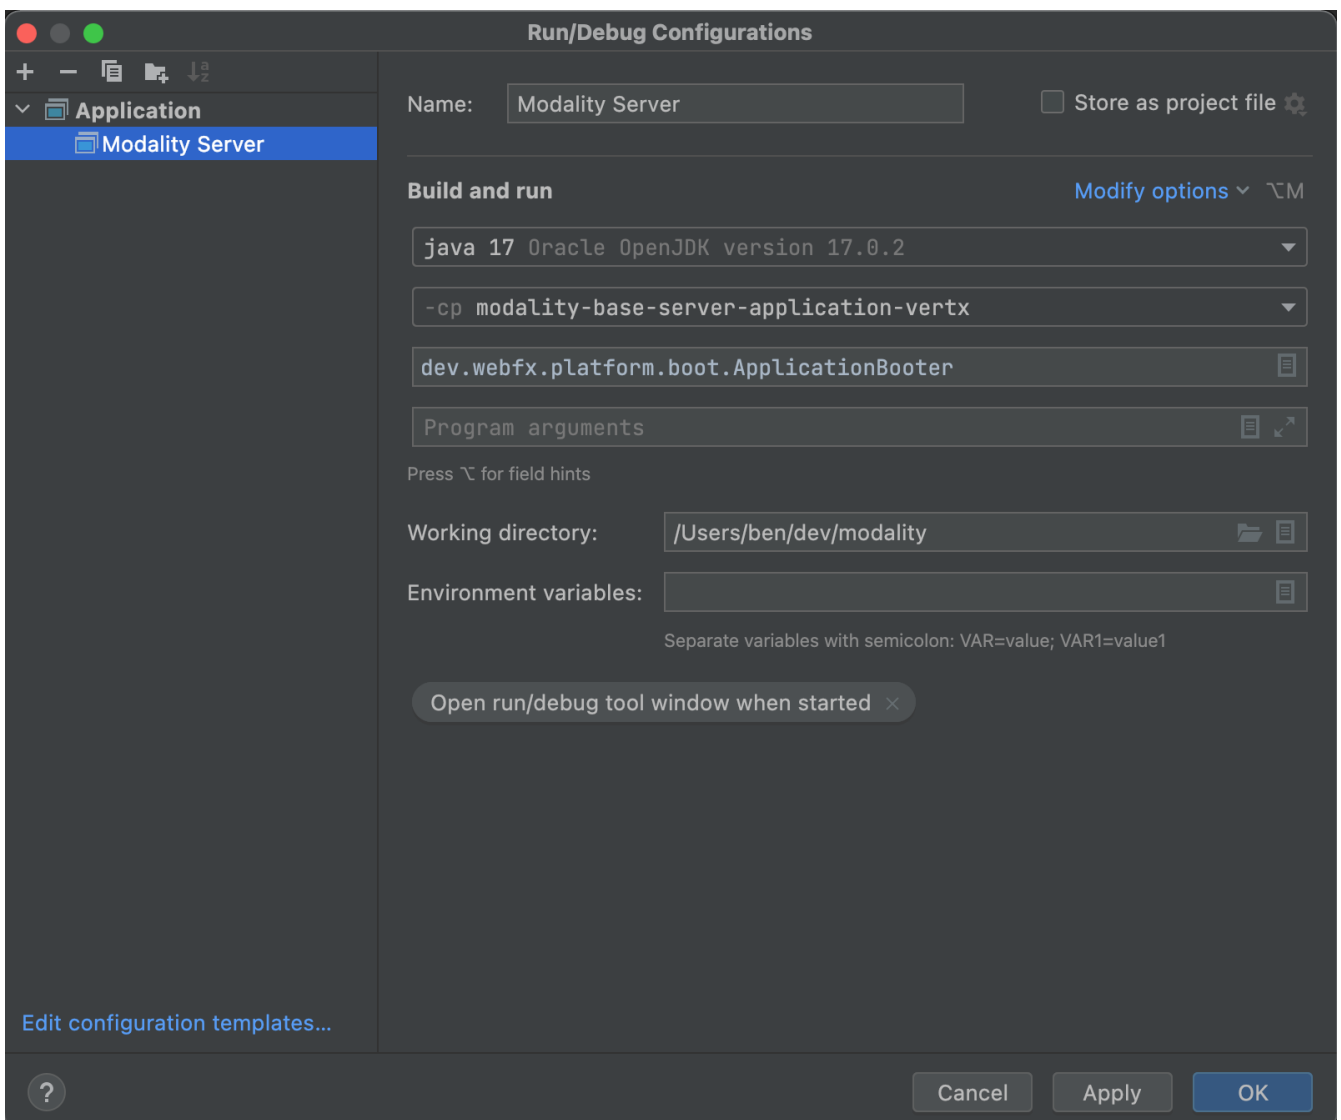 Run/Debug Configurations
Application
Modality Server
Edit configuration templates...
Name: Modality Server Store as project file
Build and run Modify options ⌥M
java 17 Oracle OpenJDK version 17.0.2
-cp modality-base-server-application-vertx
dev.webfx.platform.boot.ApplicationBooter
Program arguments
Press ⌥ for field hints
Working directory: /Users/ben/dev/modality
Environment variables:
Separate variables with semicolon: VAR=value; VAR1=value1
Open run/debug tool window when started
? Cancel Apply OK